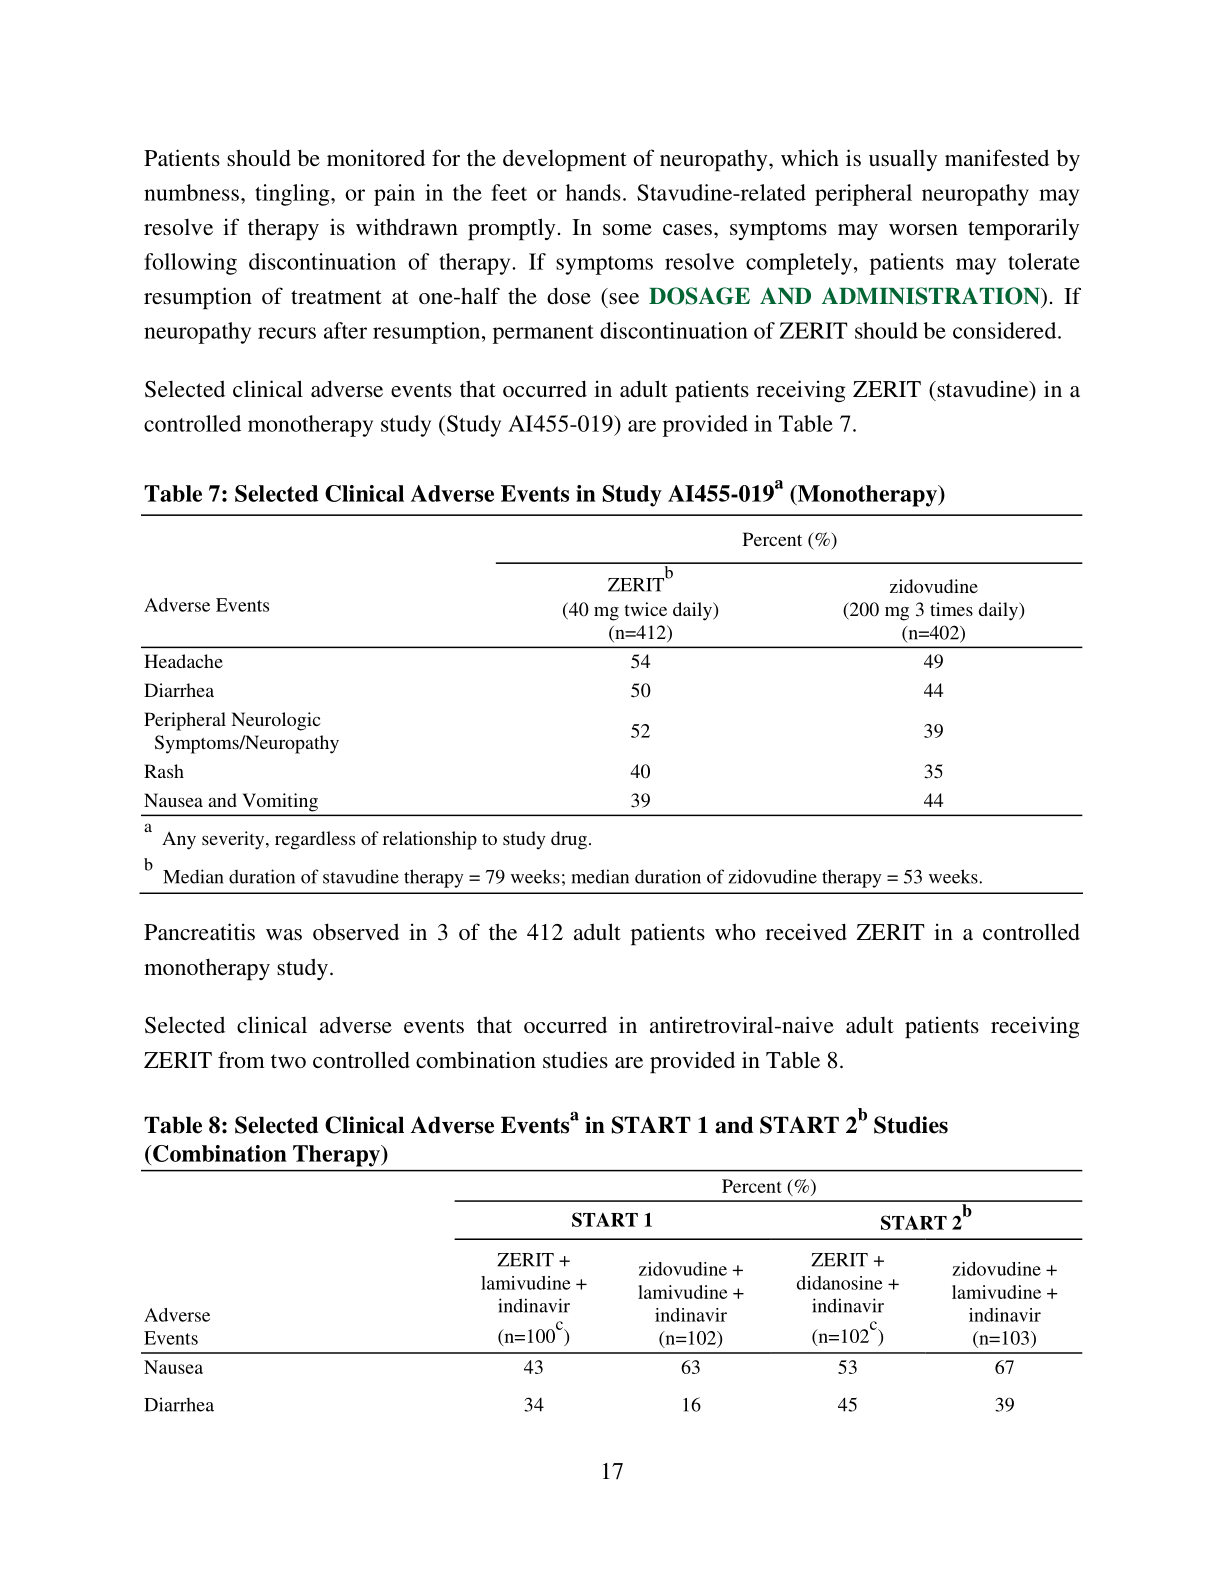 Patients should be monitored for the development of neuropathy, which is usually manifested by
numbness, tingling, or pain in the feet or hands. Stavudine-related peripheral neuropathy may
resolve if therapy is withdrawn promptly. In some cases, symptoms may worsen temporarily
following discontinuation of therapy. If symptoms resolve completely, patients may tolerate
resumption of treatment at one-half the dose (see DOSAGE AND ADMINISTRATION). If
neuropathy recurs after resumption, permanent discontinuation of ZERIT should be considered.
Selected clinical adverse events that occurred in adult patients receiving ZERIT (stavudine) in a
controlled monotherapy study (Study AI455-019) are provided in Table 7.
Table 7: Selected Clinical Adverse Events in Study AI455-019a (Monotherapy)
Percent (%)
Adverse Events
ZERITb
(40 mg twice daily)
(n=412)
zidovudine
(200 mg 3 times daily)
(n=402)
Headache 54 49
Diarrhea 50 44
Peripheral Neurologic
Symptoms/Neuropathy 52 39
Rash 40 35
Nausea and Vomiting 39 44
a Any severity, regardless of relationship to study drug.
b Median duration of stavudine therapy = 79 weeks; median duration of zidovudine therapy = 53 weeks.
Pancreatitis was observed in 3 of the 412 adult patients who received ZERIT in a controlled
monotherapy study.
Selected clinical adverse events that occurred in antiretroviral-naive adult patients receiving
ZERIT from two controlled combination studies are provided in Table 8.
Table 8: Selected Clinical Adverse Eventsa in START 1 and START 2b Studies
(Combination Therapy)
Percent (%)
START 1 START 2b
Adverse
Events
ZERIT +
lamivudine +
indinavir
(n=100c)
zidovudine +
lamivudine +
indinavir
(n=102)
ZERIT +
didanosine +
indinavir
(n=102c)
zidovudine +
lamivudine +
indinavir
(n=103)
Nausea 43 63 53 67
Diarrhea 34 16 45 39
17